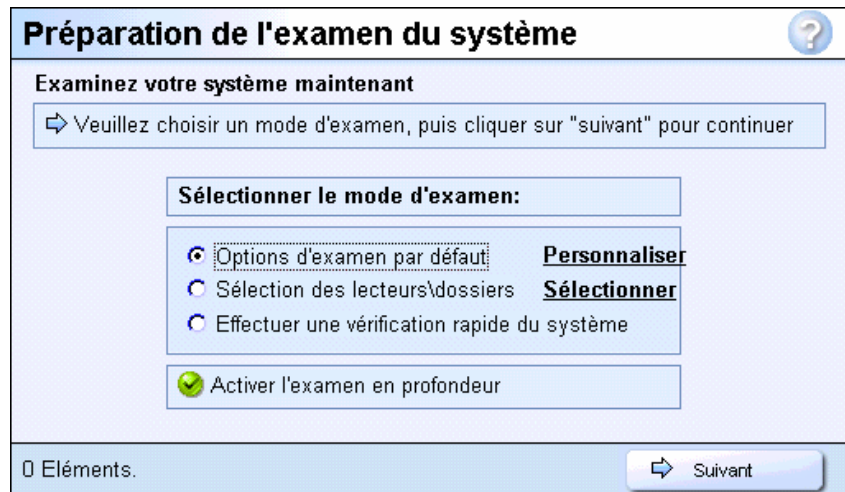 Préparation de l'examen du système
?
Examinez votre système maintenant
Veuillez choisir un mode d'examen, puis cliquer sur "suivant" pour continuer
Sélectionner le mode d'examen:
Options d'examen par défaut Personnaliser
Sélection des lecteurs\dossiers Sélectionner
Effectuer une vérification rapide du système
Activer l'examen en profondeur
0 Eléments.
Suivant